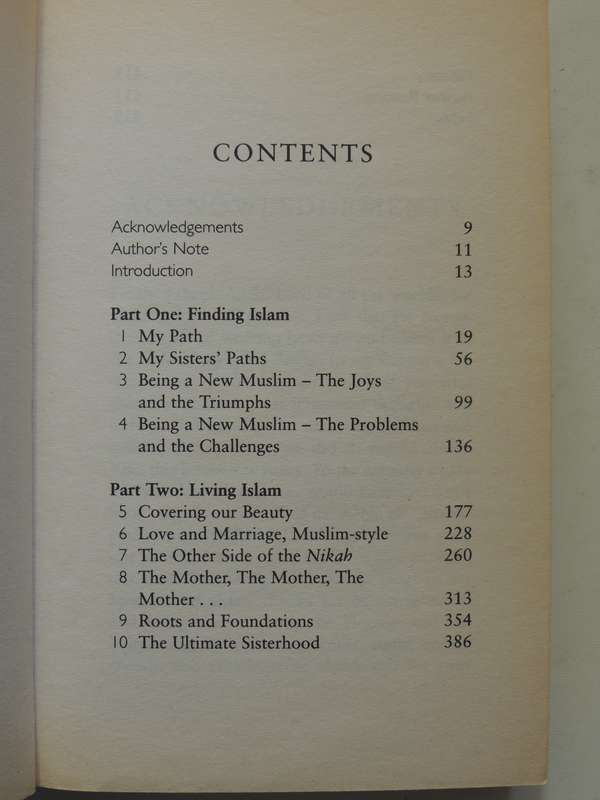 CONTENTS
Acknowledgements 9
Author's Note 11
Introduction 13
Part One: Finding Islam
1 My Path 19
2 My Sisters' Paths 56
3 Being a New Muslim – The Joys
and the Triumphs 99
4 Being a New Muslim – The Problems
and the Challenges 136
Part Two: Living Islam
5 Covering our Beauty 177
6 Love and Marriage, Muslim-style 228
7 The Other Side of the Nikah 260
8 The Mother, The Mother, The
Mother . . . 313
9 Roots and Foundations 354
10 The Ultimate Sisterhood 386